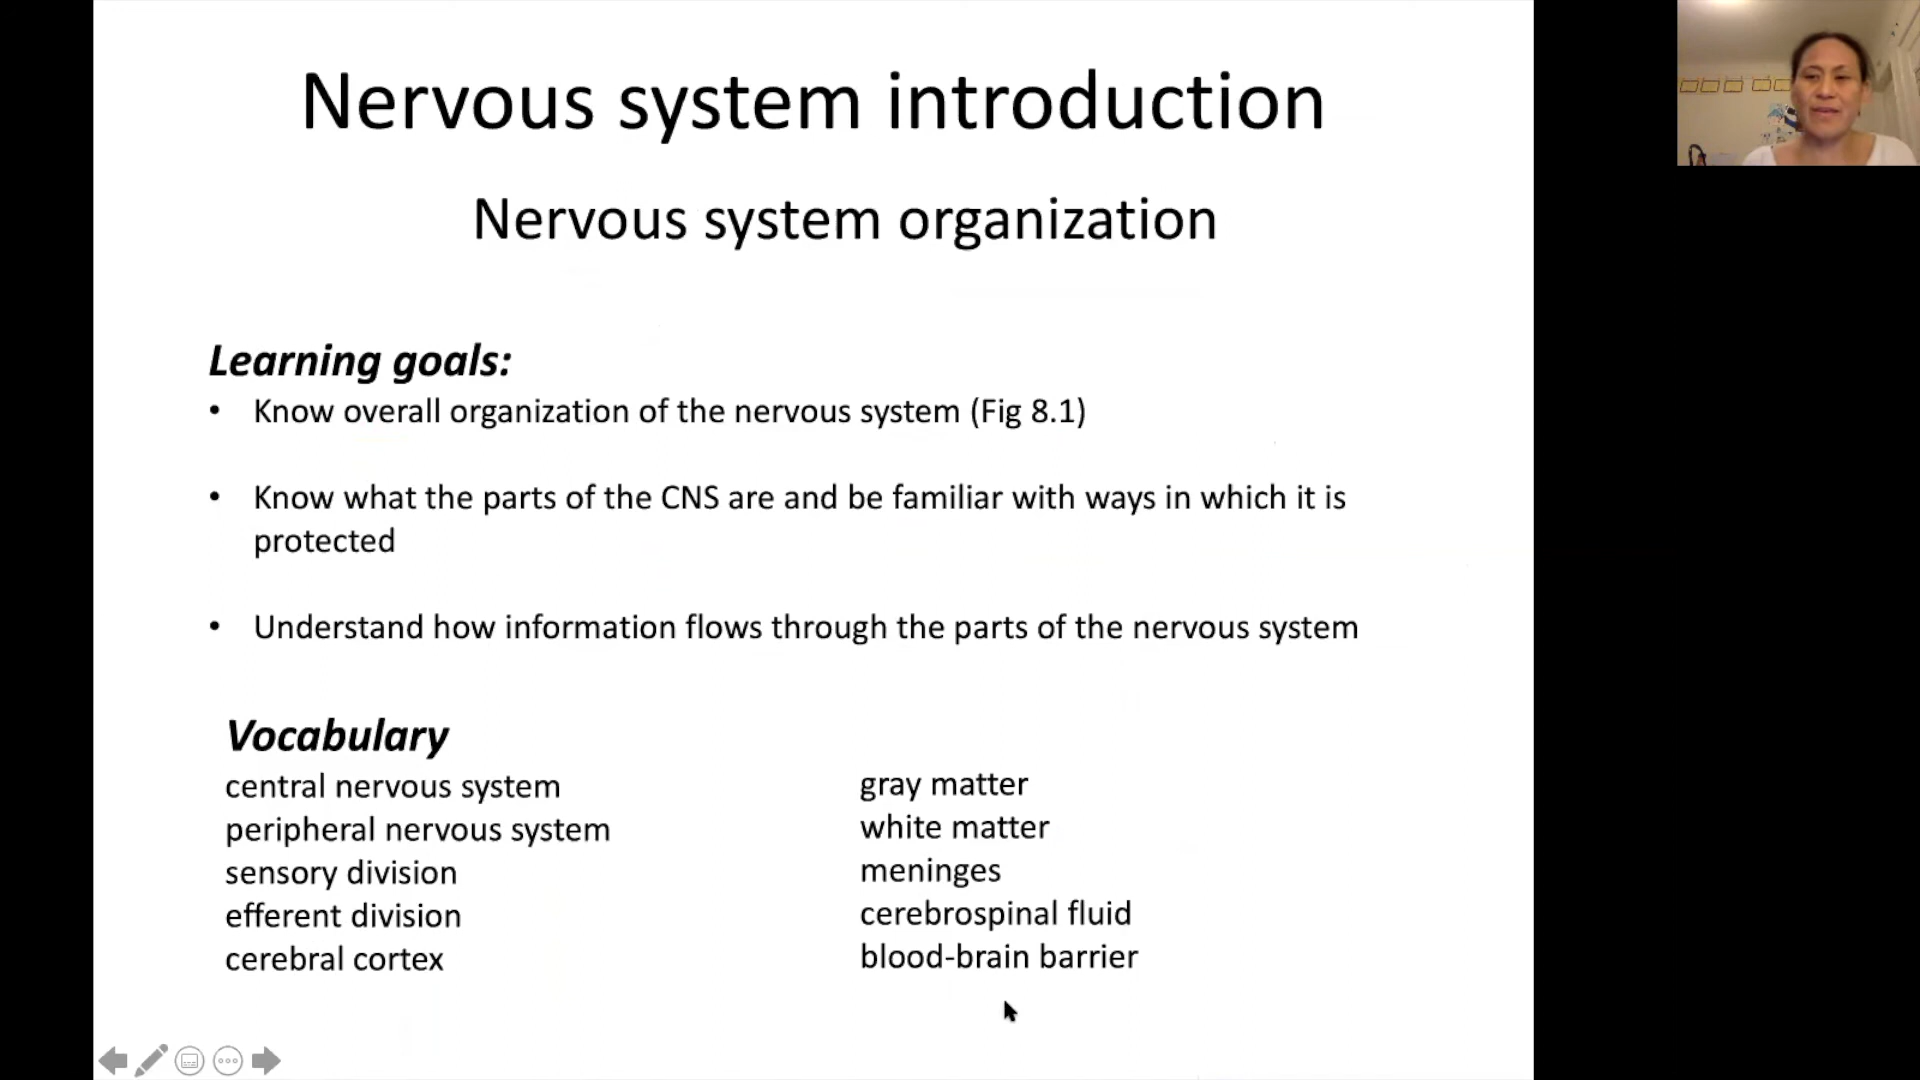 Nervous system introduction
Nervous system organization
Learning goals:
• Know overall organization of the nervous system (Fig 8.1)
• Know what the parts of the CNS are and be familiar with ways in which it is
protected
• Understand how information flows through the parts of the nervous system
Vocabulary
central nervous system
peripheral nervous system
sensory division
efferent division
cerebral cortex
gray matter
white matter
meninges
cerebrospinal fluid
blood-brain barrier